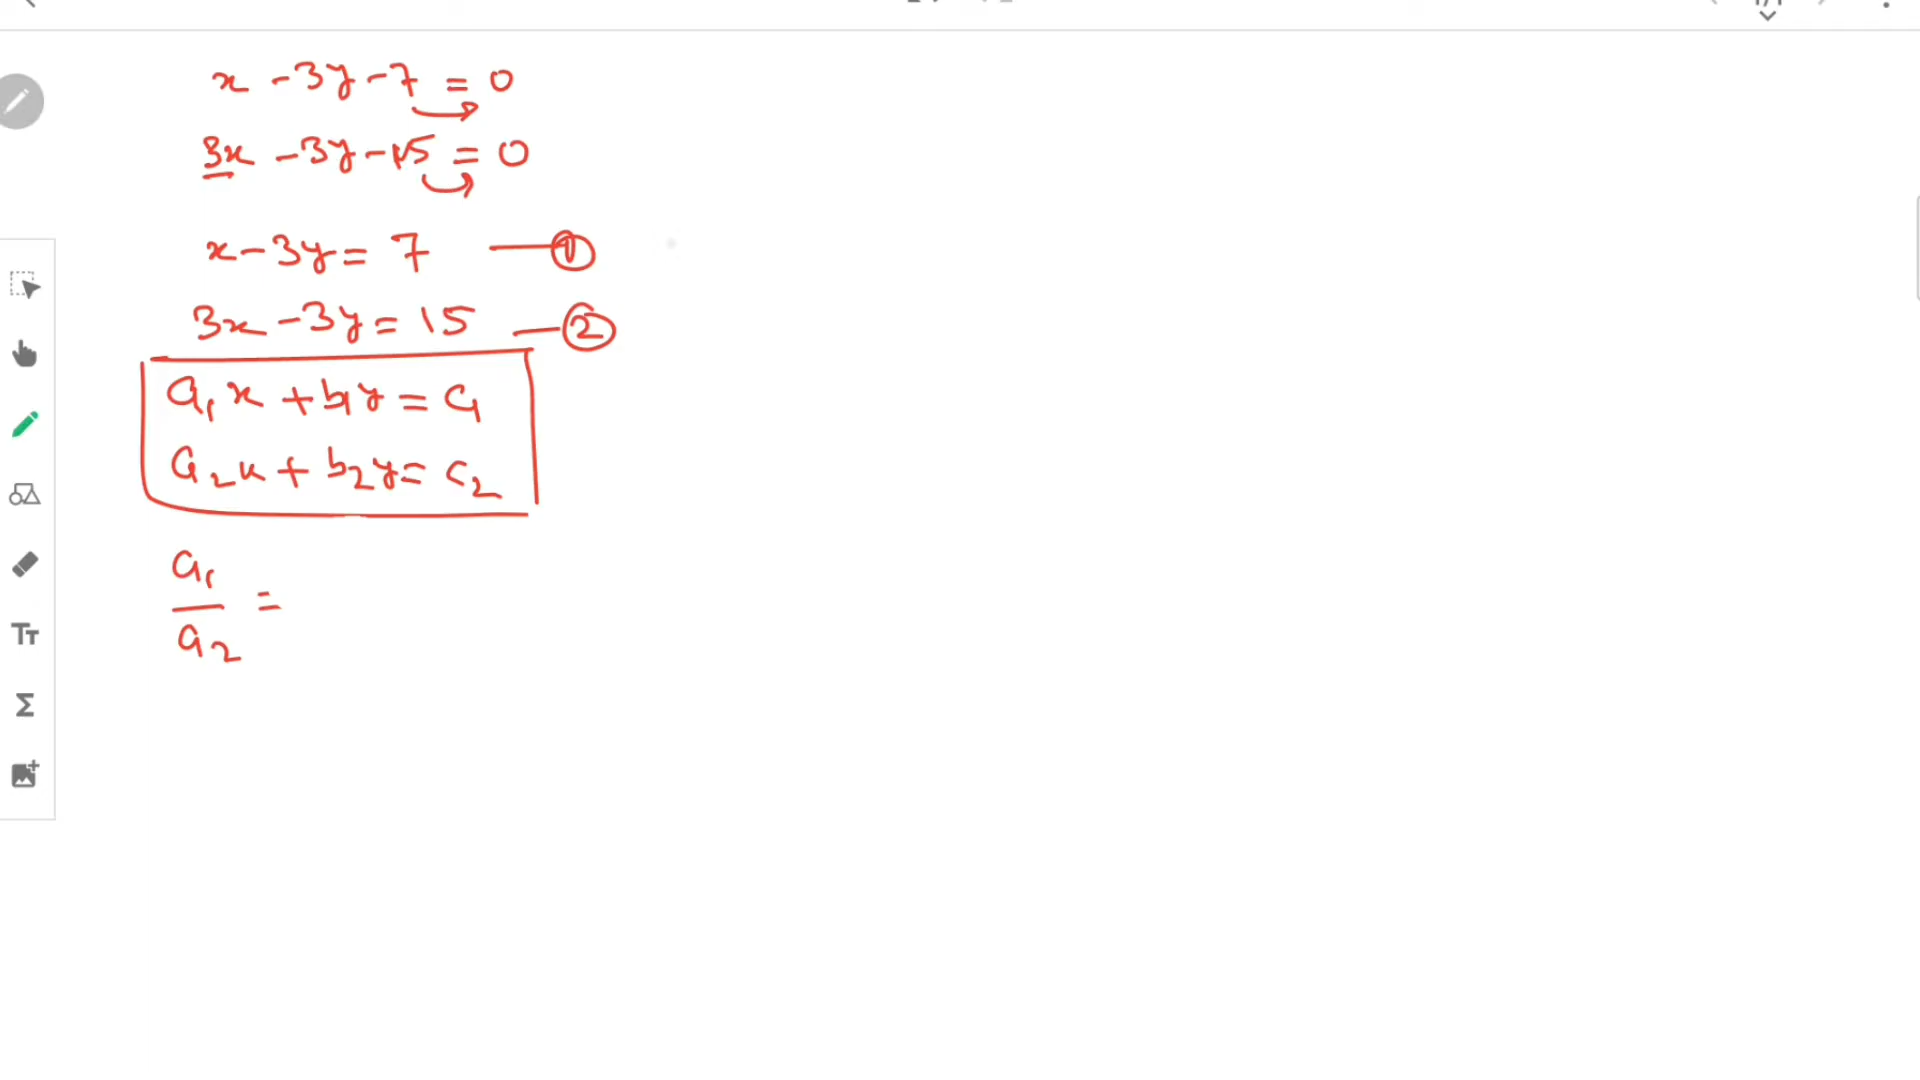 x - 3y - 7 = 0
3x - 3y - 15 = 0
x - 3y = 7 — ①
3x - 3y = 15 — ②
a₁x + b₁y = c₁
a₂x + b₂y = c₂
a₁/a₂ =
Tт
Σ